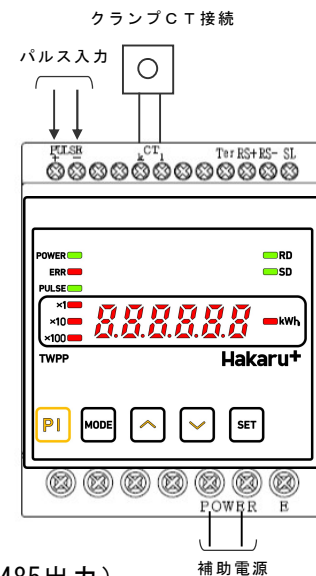 クランプCT接続
パルス入力
PULSE CT Ter RS+ RS- SL
+ - k l
POWER RD
ERR SD
PULSE
×1
×10 8.8.8.8.8.8 kWh
×100
TWPP Hakaru+
PI MODE SET
POWER E
補助電源
485出力)